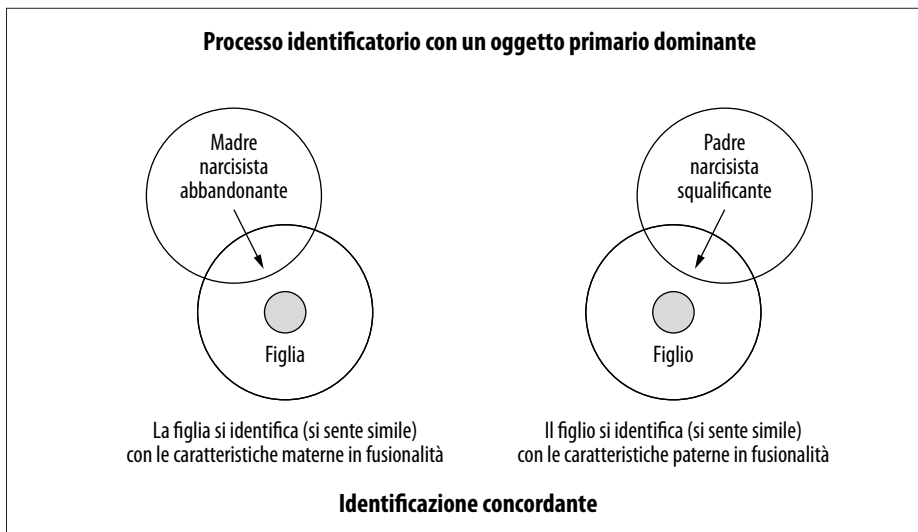 Processo identificatorio con un oggetto primario dominante
Madre
narcisista
abbandonante
Figlia
La figlia si identifica (si sente simile)
con le caratteristiche materne in fusionalità
Padre
narcisista
squalificante
Figlio
Il figlio si identifica (si sente simile)
con le caratteristiche paterne in fusionalità
Identificazione concordante